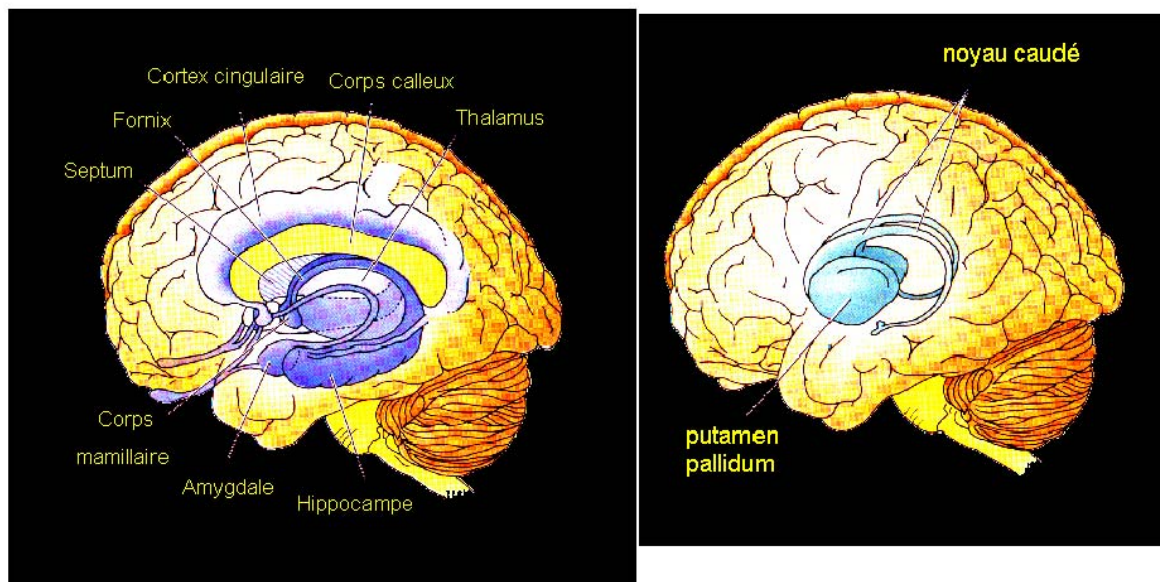 Cortex cingulaire
Corps calleux
Fornix
Thalamus
Septum
Corps
mamillaire
Amygdale
Hippocampe
noyau caudé
putamen
pallidum